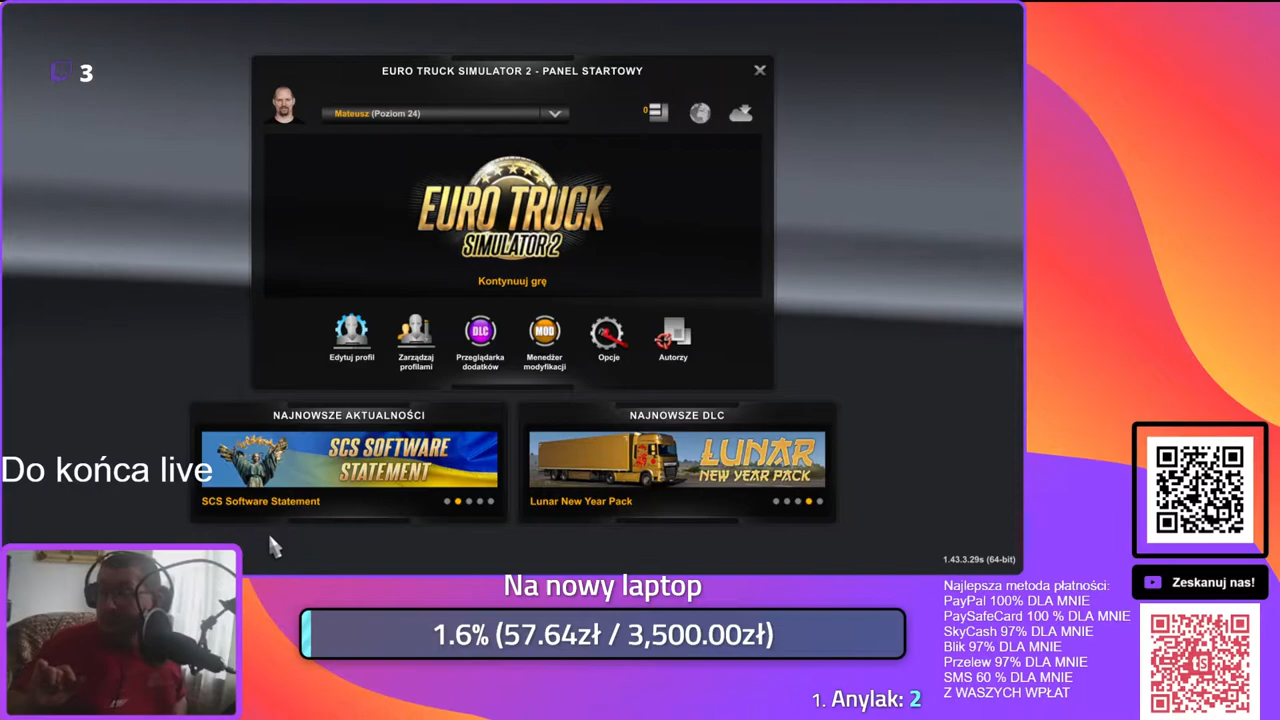 3
EURO TRUCK SIMULATOR 2 - PANEL STARTOWY
Mateusz (Poziom 24)
0
EURO TRUCK
SIMULATOR 2
Kontynuuj grę
DLC
MOD
Edytuj profil
Zarządzaj profilami
Przeglądarka dodatków
Menedżer modyfikacji
Opcje
Autorzy
NAJNOWSZE AKTUALNOŚCI
SCS SOFTWARE
STATEMENT
SCS Software Statement
NAJNOWSZE DLC
LUNAR
NEW YEAR PACK
Lunar New Year Pack
Do końca live
1.43.3.29s (64-bit)
Na nowy laptop
1.6% (57.64zł / 3,500.00zł)
1. Anylak: 2
Najlepsza metoda płatności:
PayPal 100% DLA MNIE
PaySafeCard 100 % DLA MNIE
SkyCash 97% DLA MNIE
Blik 97% DLA MNIE
Przelew 97% DLA MNIE
SMS 60 % DLA MNIE
Z WASZYCH WPŁAT
Zeskanuj nas!
tS